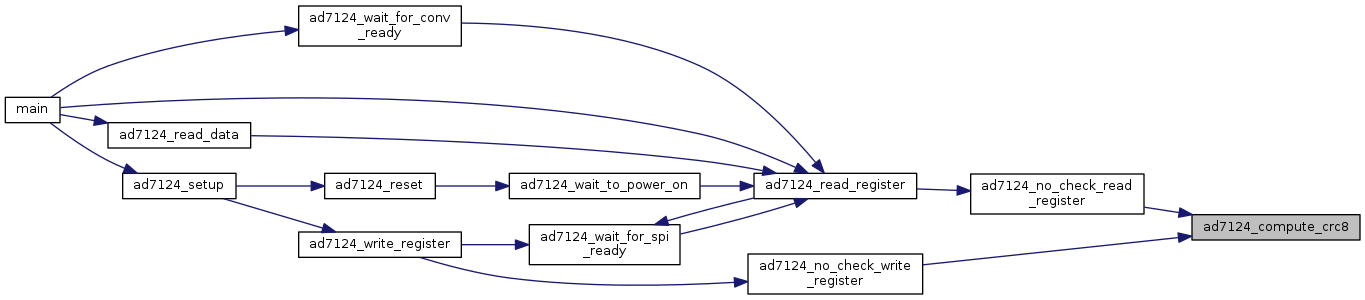 ad7124_wait_for_conv
_ready
main
ad7124_read_data
ad7124_setup
ad7124_reset
ad7124_wait_to_power_on
ad7124_read_register
ad7124_no_check_read
_register
ad7124_compute_crc8
ad7124_write_register
ad7124_wait_for_spi
_ready
ad7124_no_check_write
_register